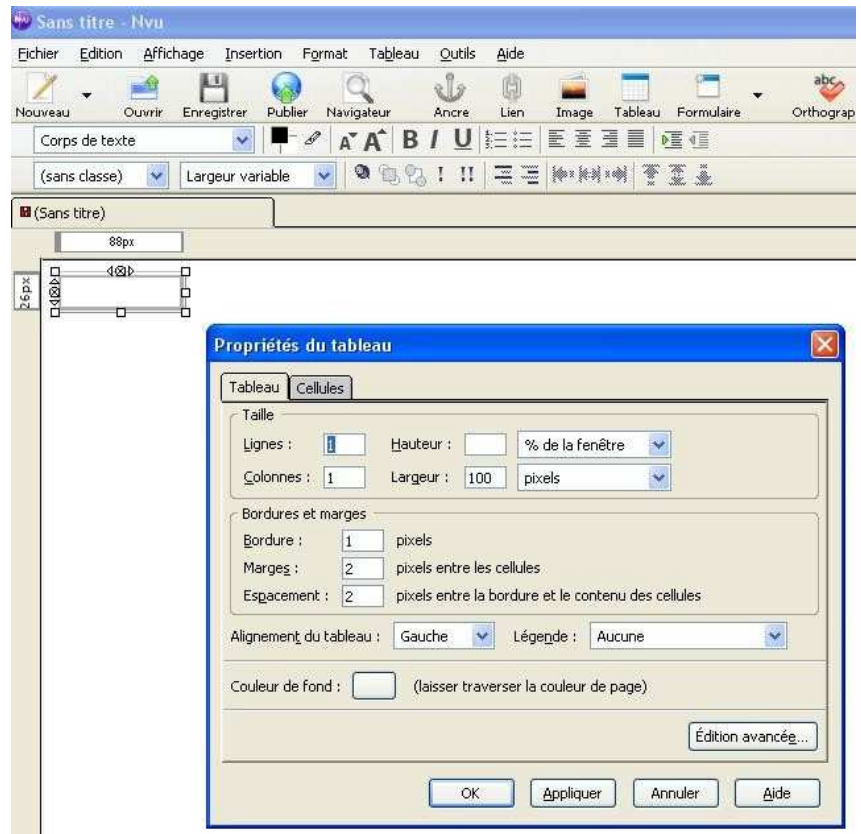 Sans titre - Nvu
Fichier Edition Affichage Insertion Format Tableau Outils Aide
abc
Nouveau Ouvrir Enregistrer Publier Navigateur Ancre Lien Image Tableau Formulaire Orthograp
Corps de texte A A B I U
(sans classe) Largeur variable ! !!
(Sans titre)
88px
26px
Propriétés du tableau
Tableau Cellules
Taille
Lignes : 1 Hauteur : % de la fenêtre
Colonnes : 1 Largeur : 100 pixels
Bordures et marges
Bordure : 1 pixels
Marges : 2 pixels entre les cellules
Espacement : 2 pixels entre la bordure et le contenu des cellules
Alignement du tableau : Gauche Légende : Aucune
Couleur de fond : (laisser traverser la couleur de page)
Édition avancée...
OK Appliquer Annuler Aide